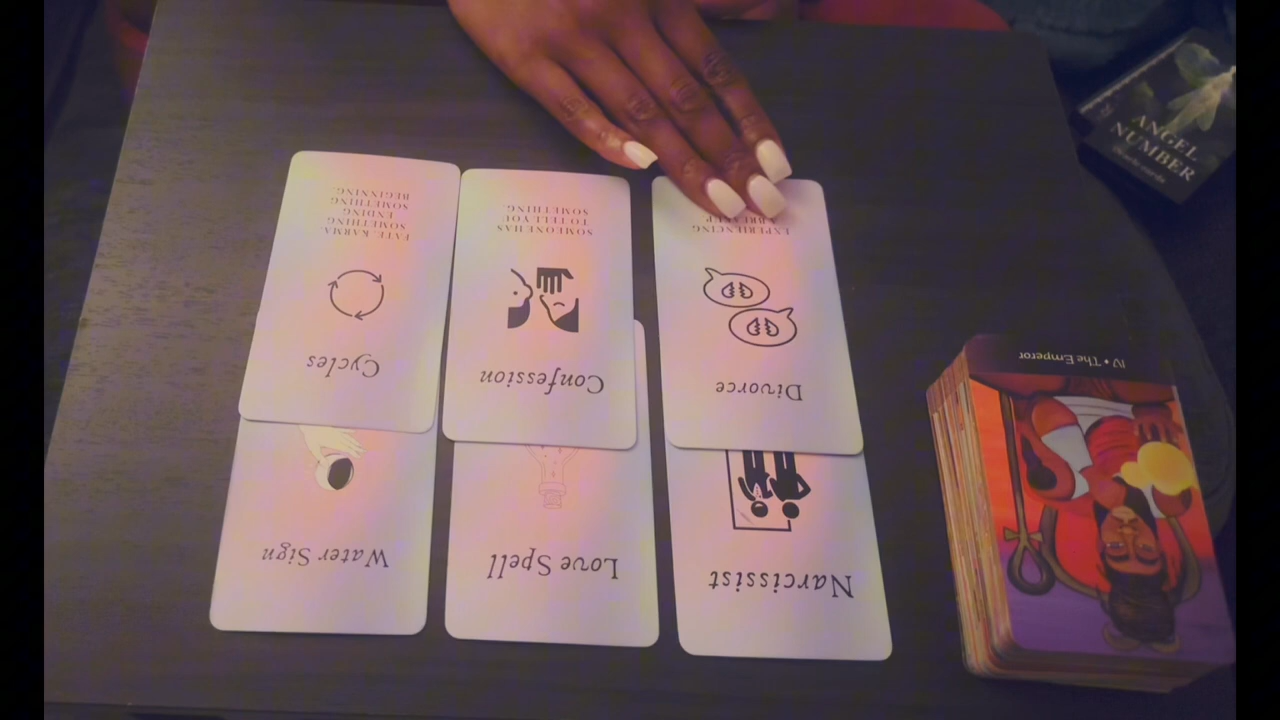 Narcissist
Love Spell
Water Sign
Divorce
EXPERIENCING
A BREAKUP
Confession
SOMEONE HAS
TO TELL YOU
SOMETHING.
Cycles
FATE, KARMA
SOMETHING
ENDING
SOMETHING
BEGINNING.
IV • The Emperor
ANGEL
NUMBER